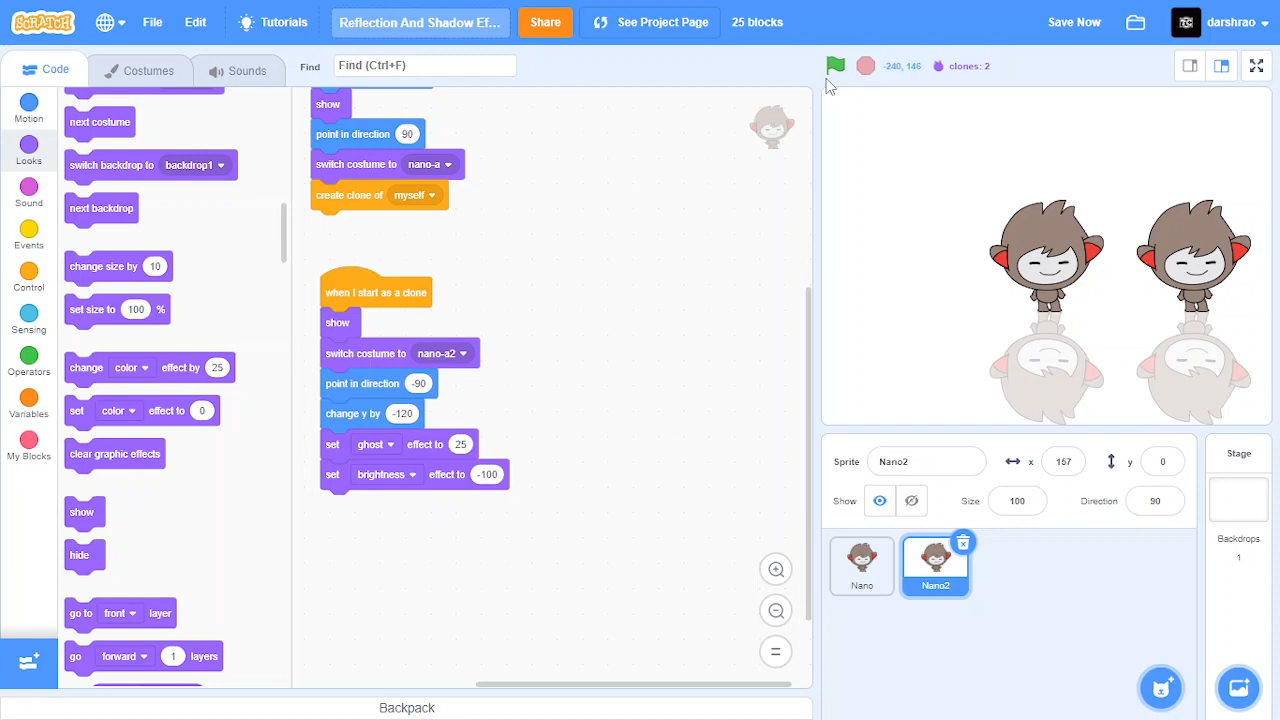 SCRATCH
File
Edit
Tutorials
Reflection And Shadow Ef...
Share
See Project Page
25 blocks
Save Now
darshrao
Code
Costumes
Sounds
Find
Find (Ctrl+F)
-240, 146
clones: 2
Motion
Looks
Sound
Events
Control
Sensing
Operators
Variables
My Blocks
next costume
switch backdrop to backdrop1
next backdrop
change size by 10
set size to 100 %
change color effect by 25
set color effect to 0
clear graphic effects
show
hide
go to front layer
go forward 1 layers
show
point in direction 90
switch costume to nano-a
create clone of myself
when I start as a clone
show
switch costume to nano-a2
point in direction -90
change y by -120
set ghost effect to 25
set brightness effect to -100
Sprite Nano2 x 157 y 0
Show Size 100 Direction 90
Nano
Nano2
Stage
Backdrops
1
Backpack